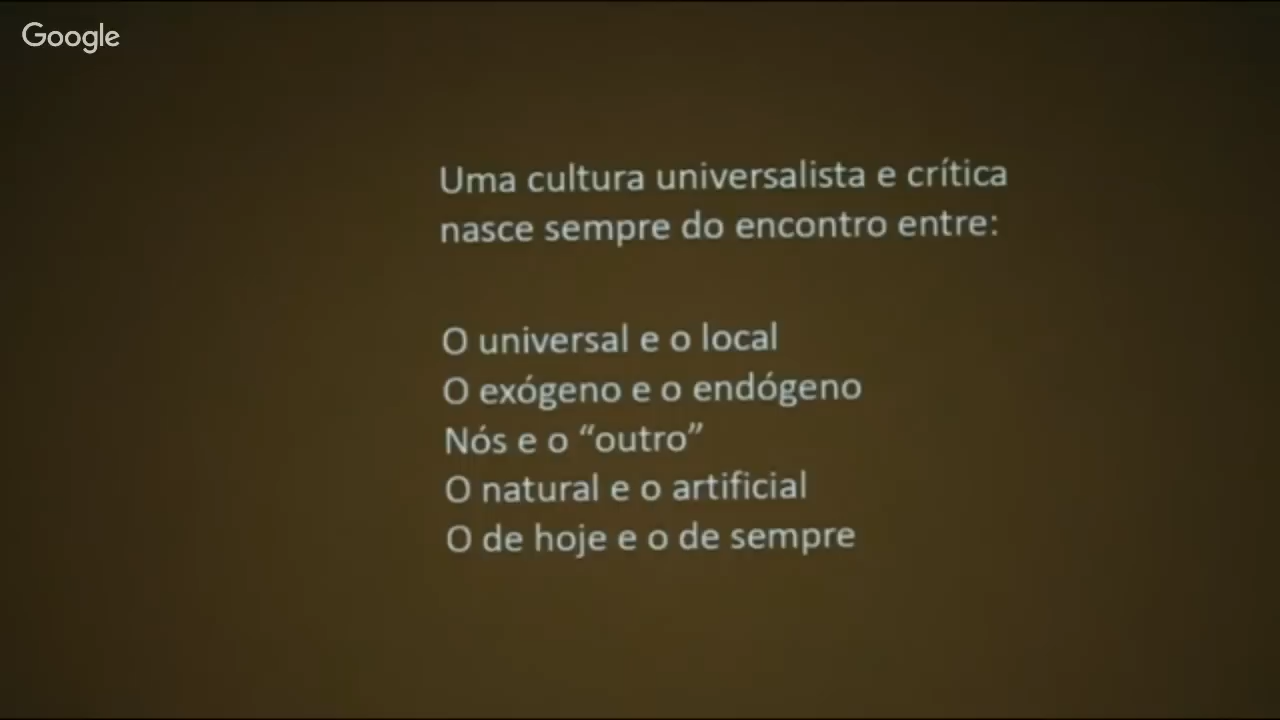 Google
Uma cultura universalista e crítica
nasce sempre do encontro entre:
O universal e o local
O exógeno e o endógeno
Nós e o “outro”
O natural e o artificial
O de hoje e o de sempre